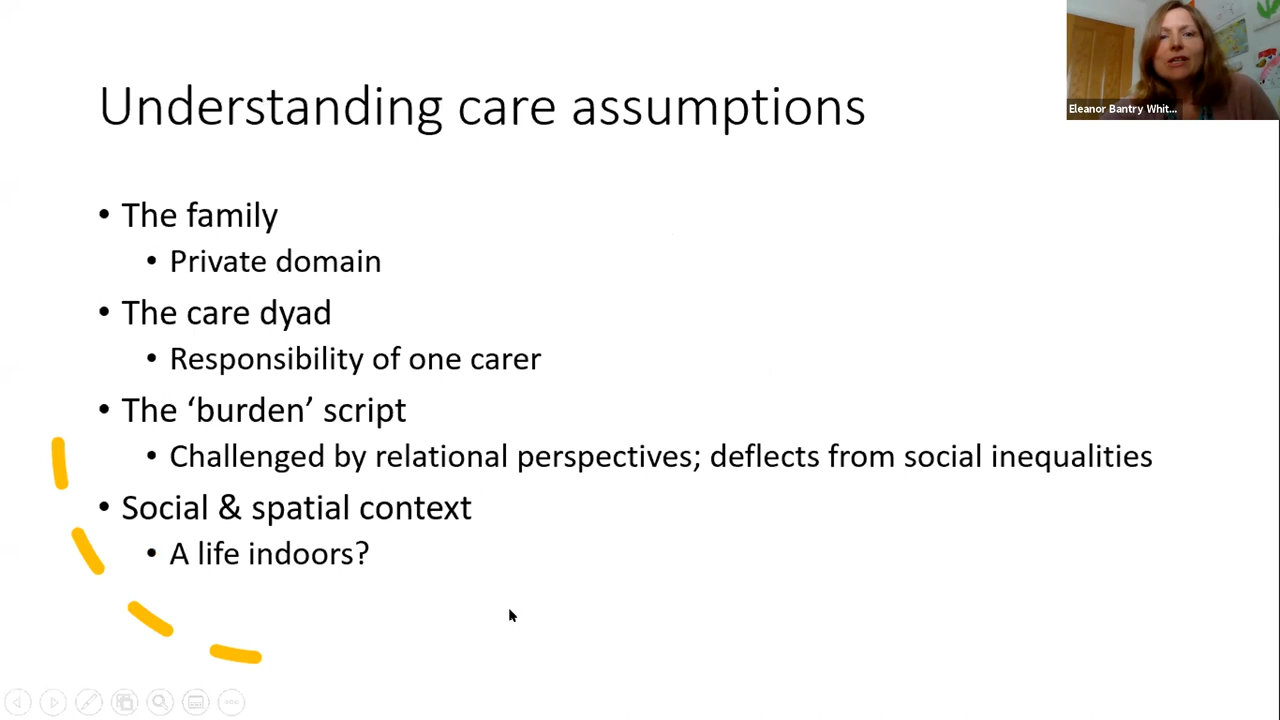 Eleanor Bantry Whit...
Understanding care assumptions
• The family
• Private domain
• The care dyad
• Responsibility of one carer
• The ‘burden’ script
• Challenged by relational perspectives; deflects from social inequalities
• Social & spatial context
• A life indoors?